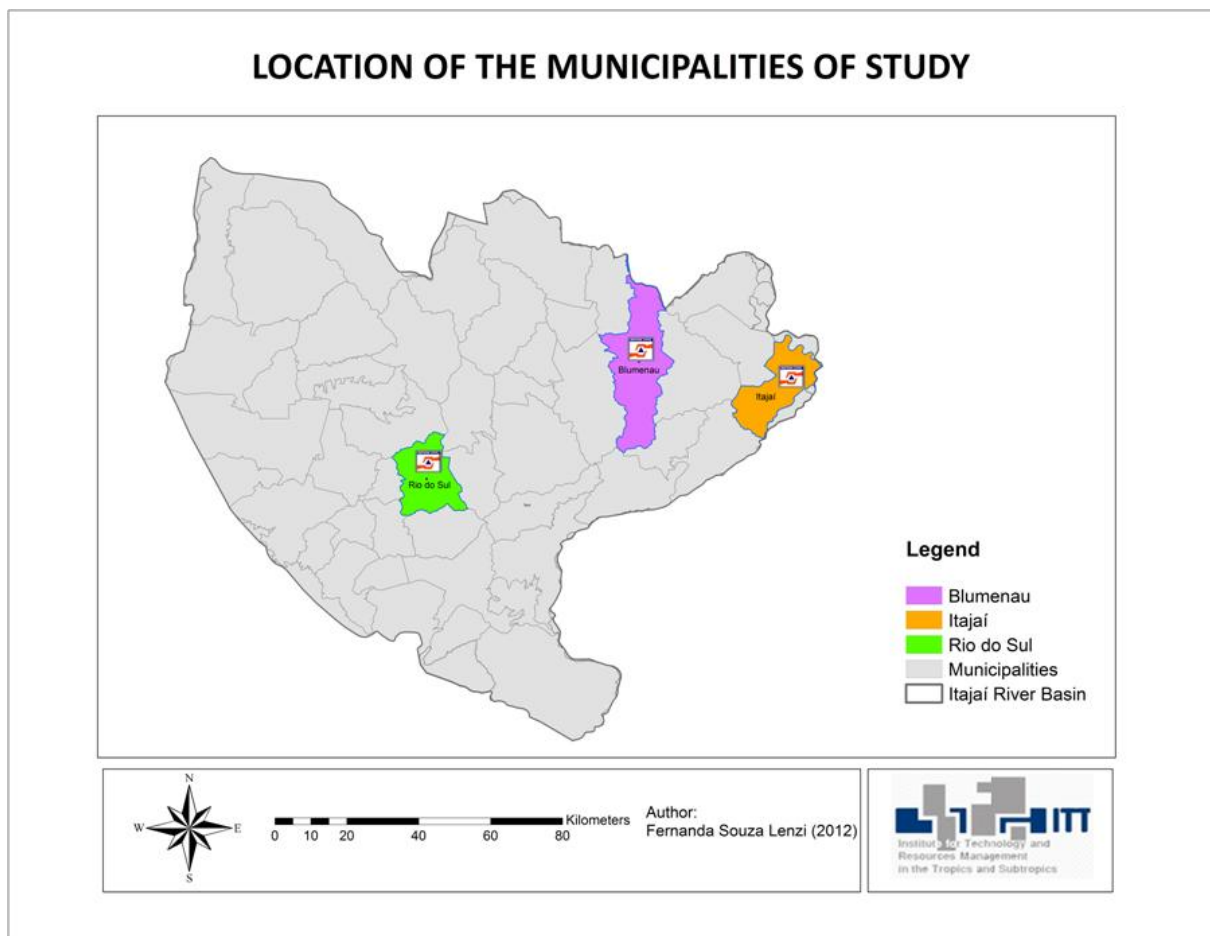 LOCATION OF THE MUNICIPALITIES OF STUDY
Blumenau
Itajaí
Rio do Sul
Legend
Blumenau
Itajaí
Rio do Sul
Municipalities
Itajaí River Basin
N
W
E
S
Kilometers
0 10 20 40 60 80
Author:
Fernanda Souza Lenzi (2012)
ITT
Institute for Technology and
Resources Management
in the Tropics and Subtropics